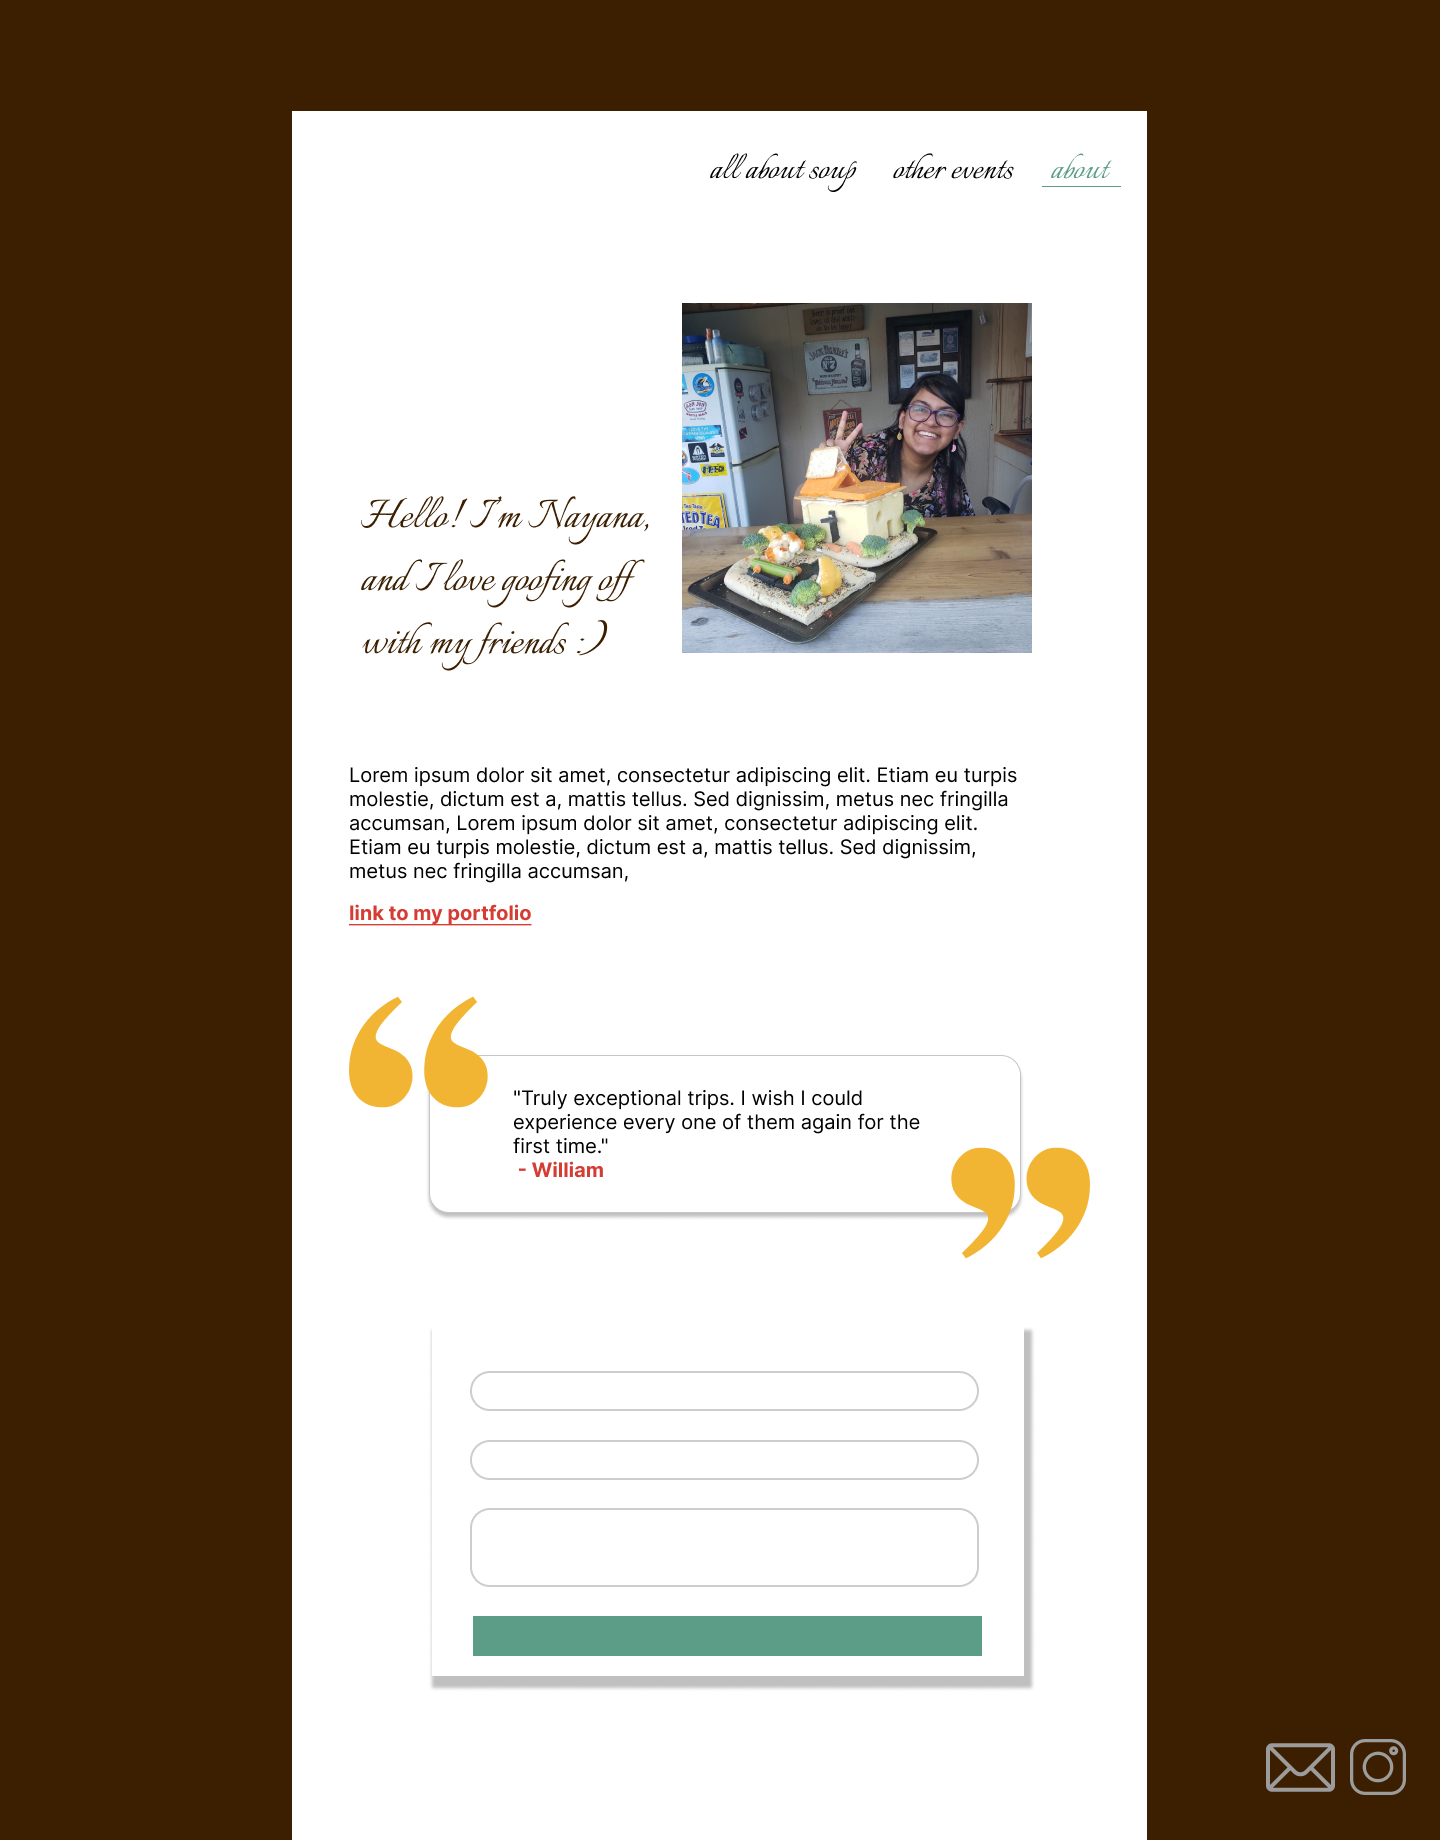 all about soup other events about
JACK DANIEL'S
Hello! I'm Nayana,
and I love goofing off
with my friends :)
Lorem ipsum dolor sit amet, consectetur adipiscing elit. Etiam eu turpis
molestie, dictum est a, mattis tellus. Sed dignissim, metus nec fringilla
accumsan, Lorem ipsum dolor sit amet, consectetur adipiscing elit.
Etiam eu turpis molestie, dictum est a, mattis tellus. Sed dignissim,
metus nec fringilla accumsan,
link to my portfolio
"Truly exceptional trips. I wish I could
experience every one of them again for the
first time."
- William